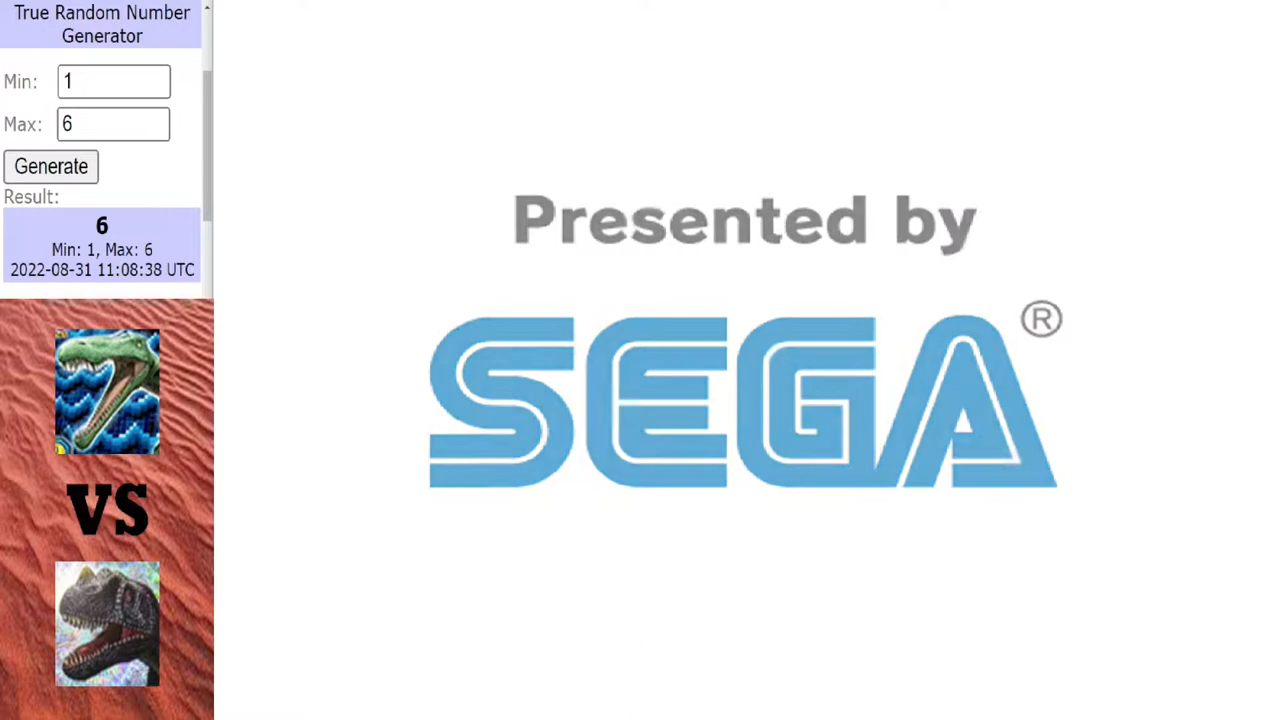 True Random Number
Generator
Min: 1
Max: 6
Generate
Result:
6
Min: 1, Max: 6
2022-08-31 11:08:38 UTC
VS
Presented by
SEGA®